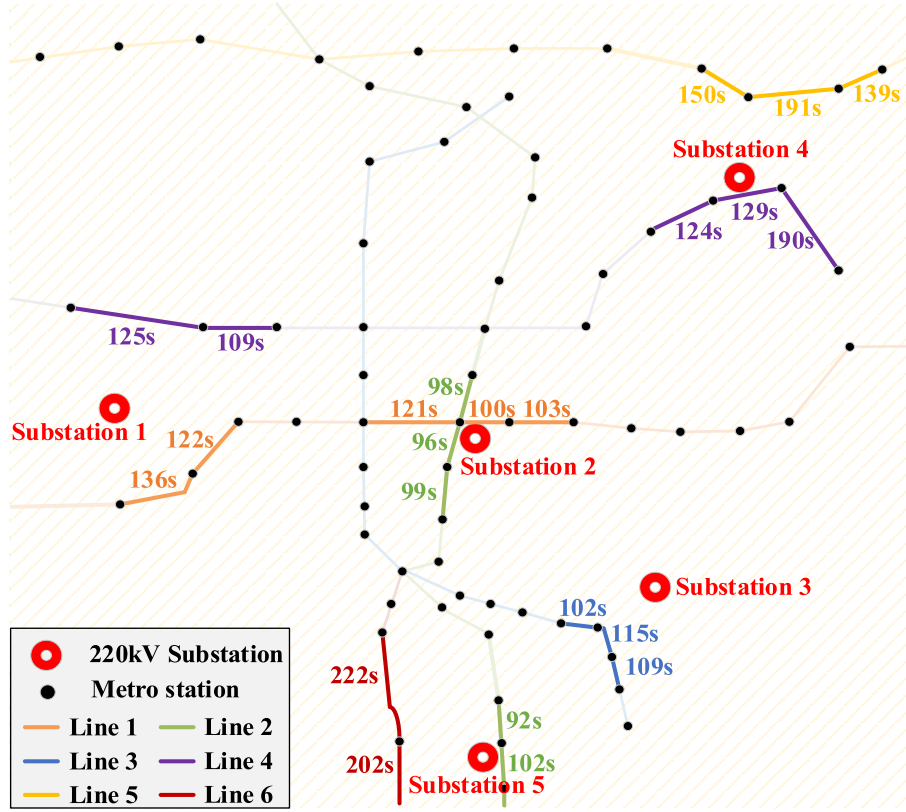 150s
191s
139s
Substation 4
124s
129s
190s
125s
109s
98s
121s
100s
103s
Substation 1
122s
96s
Substation 2
136s
99s
Substation 3
102s
115s
109s
222s
92s
202s
102s
Substation 5
220kV Substation
Metro station
Line 1
Line 2
Line 3
Line 4
Line 5
Line 6